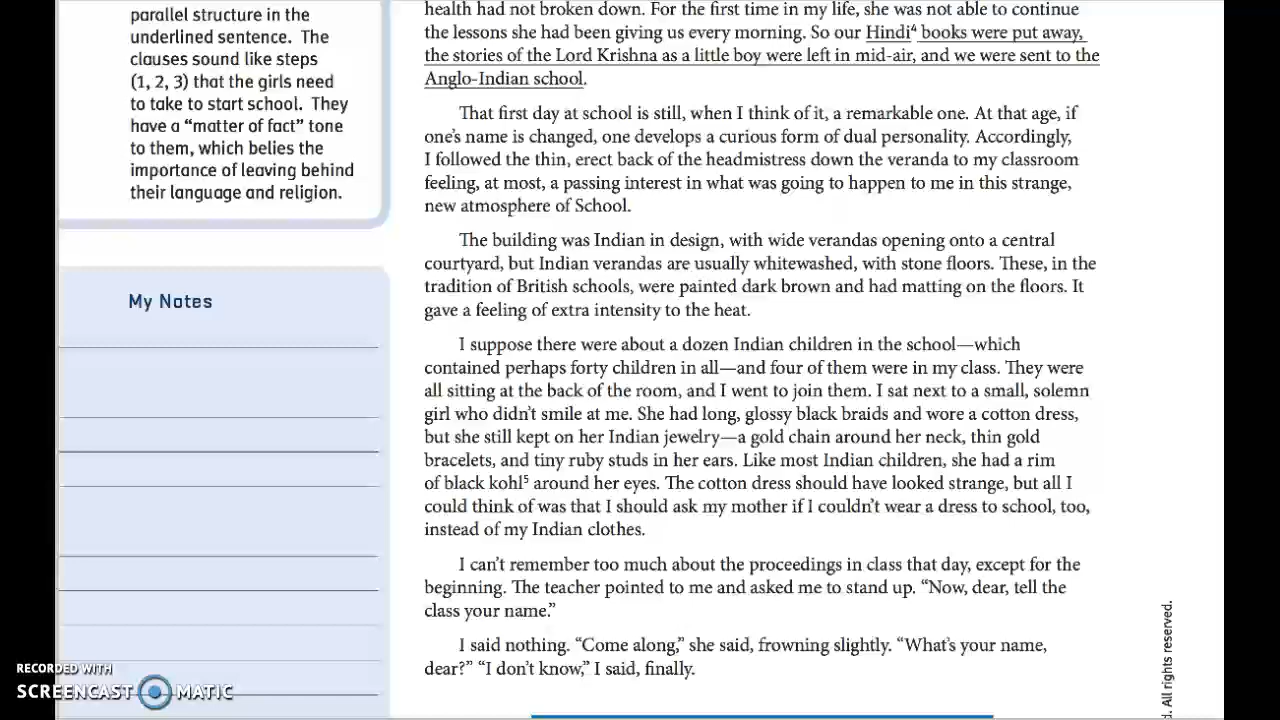 parallel structure in the
underlined sentence. The
clauses sound like steps
(1, 2, 3) that the girls need
to take to start school. They
have a “matter of fact” tone
to them, which belies the
importance of leaving behind
their language and religion.
My Notes
health had not broken down. For the first time in my life, she was not able to continue
the lessons she had been giving us every morning. So our Hindi⁴ books were put away,
the stories of the Lord Krishna as a little boy were left in mid-air, and we were sent to the
Anglo-Indian school.
That first day at school is still, when I think of it, a remarkable one. At that age, if
one’s name is changed, one develops a curious form of dual personality. Accordingly,
I followed the thin, erect back of the headmistress down the veranda to my classroom
feeling, at most, a passing interest in what was going to happen to me in this strange,
new atmosphere of School.
The building was Indian in design, with wide verandas opening onto a central
courtyard, but Indian verandas are usually whitewashed, with stone floors. These, in the
tradition of British schools, were painted dark brown and had matting on the floors. It
gave a feeling of extra intensity to the heat.
I suppose there were about a dozen Indian children in the school—which
contained perhaps forty children in all—and four of them were in my class. They were
all sitting at the back of the room, and I went to join them. I sat next to a small, solemn
girl who didn’t smile at me. She had long, glossy black braids and wore a cotton dress,
but she still kept on her Indian jewelry—a gold chain around her neck, thin gold
bracelets, and tiny ruby studs in her ears. Like most Indian children, she had a rim
of black kohl⁵ around her eyes. The cotton dress should have looked strange, but all I
could think of was that I should ask my mother if I couldn’t wear a dress to school, too,
instead of my Indian clothes.
I can’t remember too much about the proceedings in class that day, except for the
beginning. The teacher pointed to me and asked me to stand up. “Now, dear, tell the
class your name.”
I said nothing. “Come along,” she said, frowning slightly. “What’s your name,
dear?” “I don’t know,” I said, finally.
d. All rights reserved.
RECORDED WITH
SCREENCAST MATIC